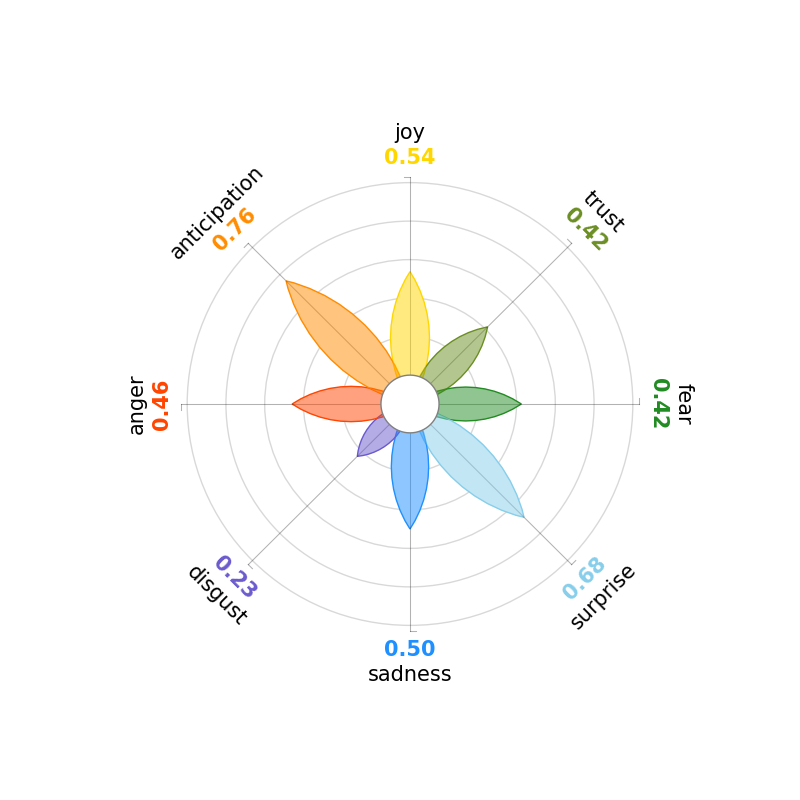 joy
0.54
trust
0.42
fear
0.42
surprise
0.68
sadness
0.50
disgust
0.23
anger
0.46
anticipation
0.76